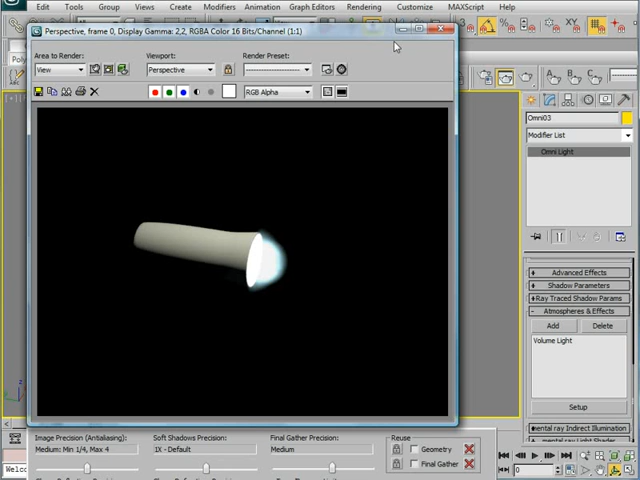 Edit Tools Group Views Create Modifiers Animation Graph Editors Rendering Customize MAXScript Help
Perspective, frame 0, Display Gamma: 2,2, RGBA Color 16 Bits/Channel (1:1)
Area to Render: Viewport: Render Preset:
View Perspective
RGB Alpha
Omni03
Modifier List
Omni Light
Advanced Effects
Shadow Parameters
Ray Traced Shadow Params
Atmospheres & Effects
Add Delete
Volume Light
Setup
mental ray Indirect Illumination
Image Precision (Antialiasing): Soft Shadows Precision: Final Gather Precision: Reuse
Medium: Min 1/4, Max 4 1X - Default Medium Geometry
Final Gather
Welco
0